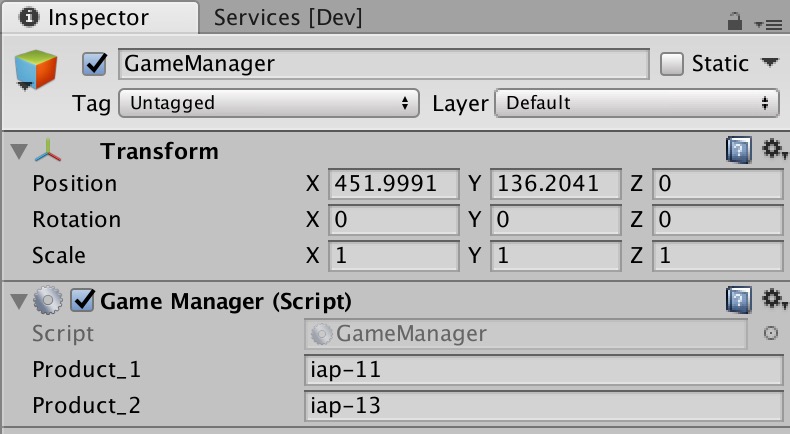 Inspector Services [Dev]
GameManager Static
Tag Untagged Layer Default
Transform
Position X 451.9991 Y 136.2041 Z 0
Rotation X 0 Y 0 Z 0
Scale X 1 Y 1 Z 1
Game Manager (Script)
Script GameManager
Product_1 iap-11
Product_2 iap-13